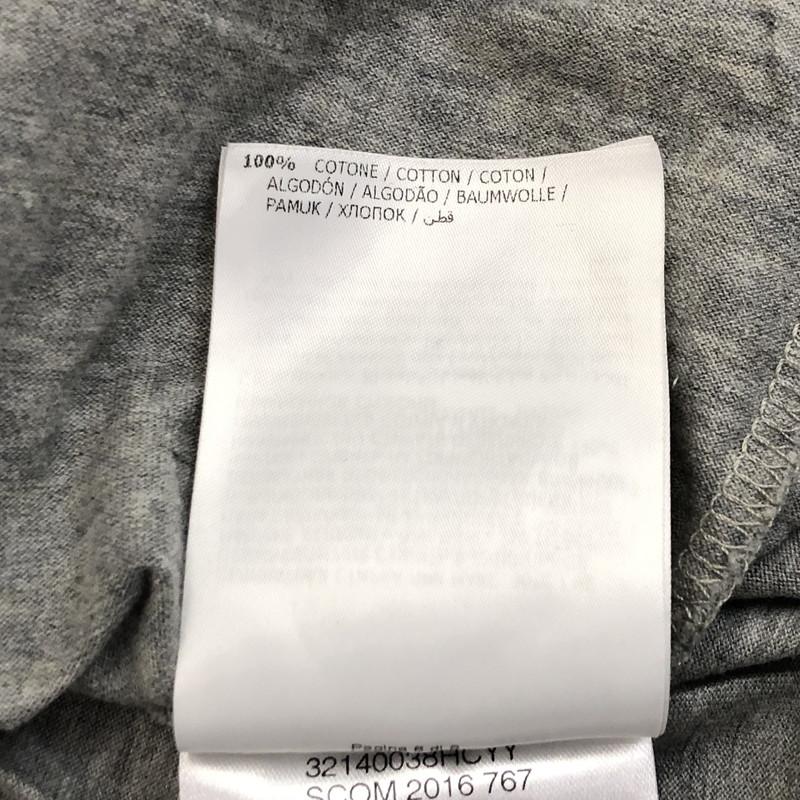 100% COTONE / COTTON / COTON /
ALGODÓN / ALGODÃO / BAUMWOLLE /
PAMUK / ХЛОПОК / قطن
32140038HCYY
SCOM 2016 767